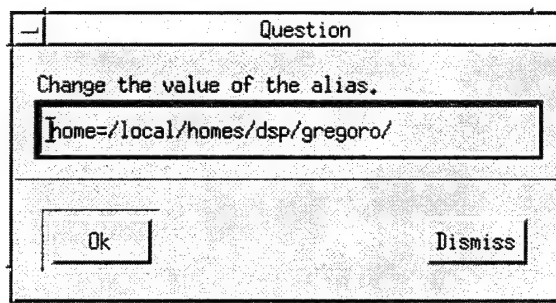 Question
Change the value of the alias.
home=/local/homes/dsp/gregoro/
Ok
Dismiss